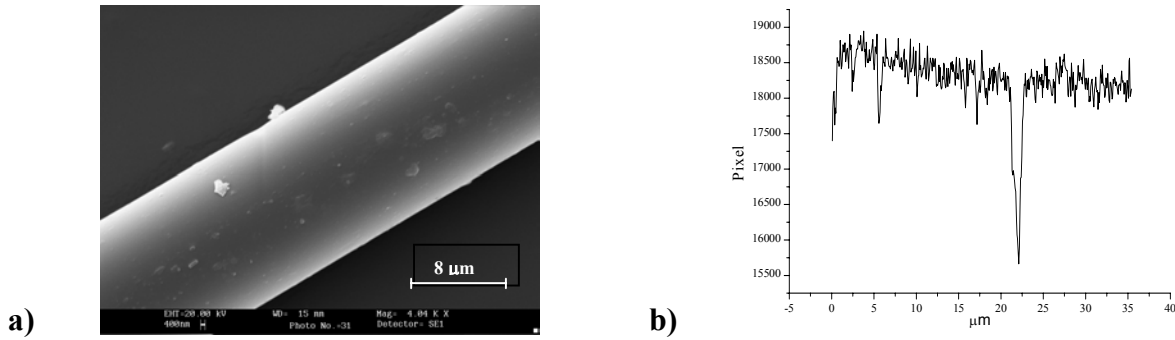 8 μm
EHT=20.00 kV WD= 15 mm Mag= 4.04 K X
400nm Photo No.=31 Detector= SE1
a)
19000
18500
18000
17500
17000
16500
16000
15500
Pixel
-5 0 5 10 15 20 25 30 35 40
μm
b)